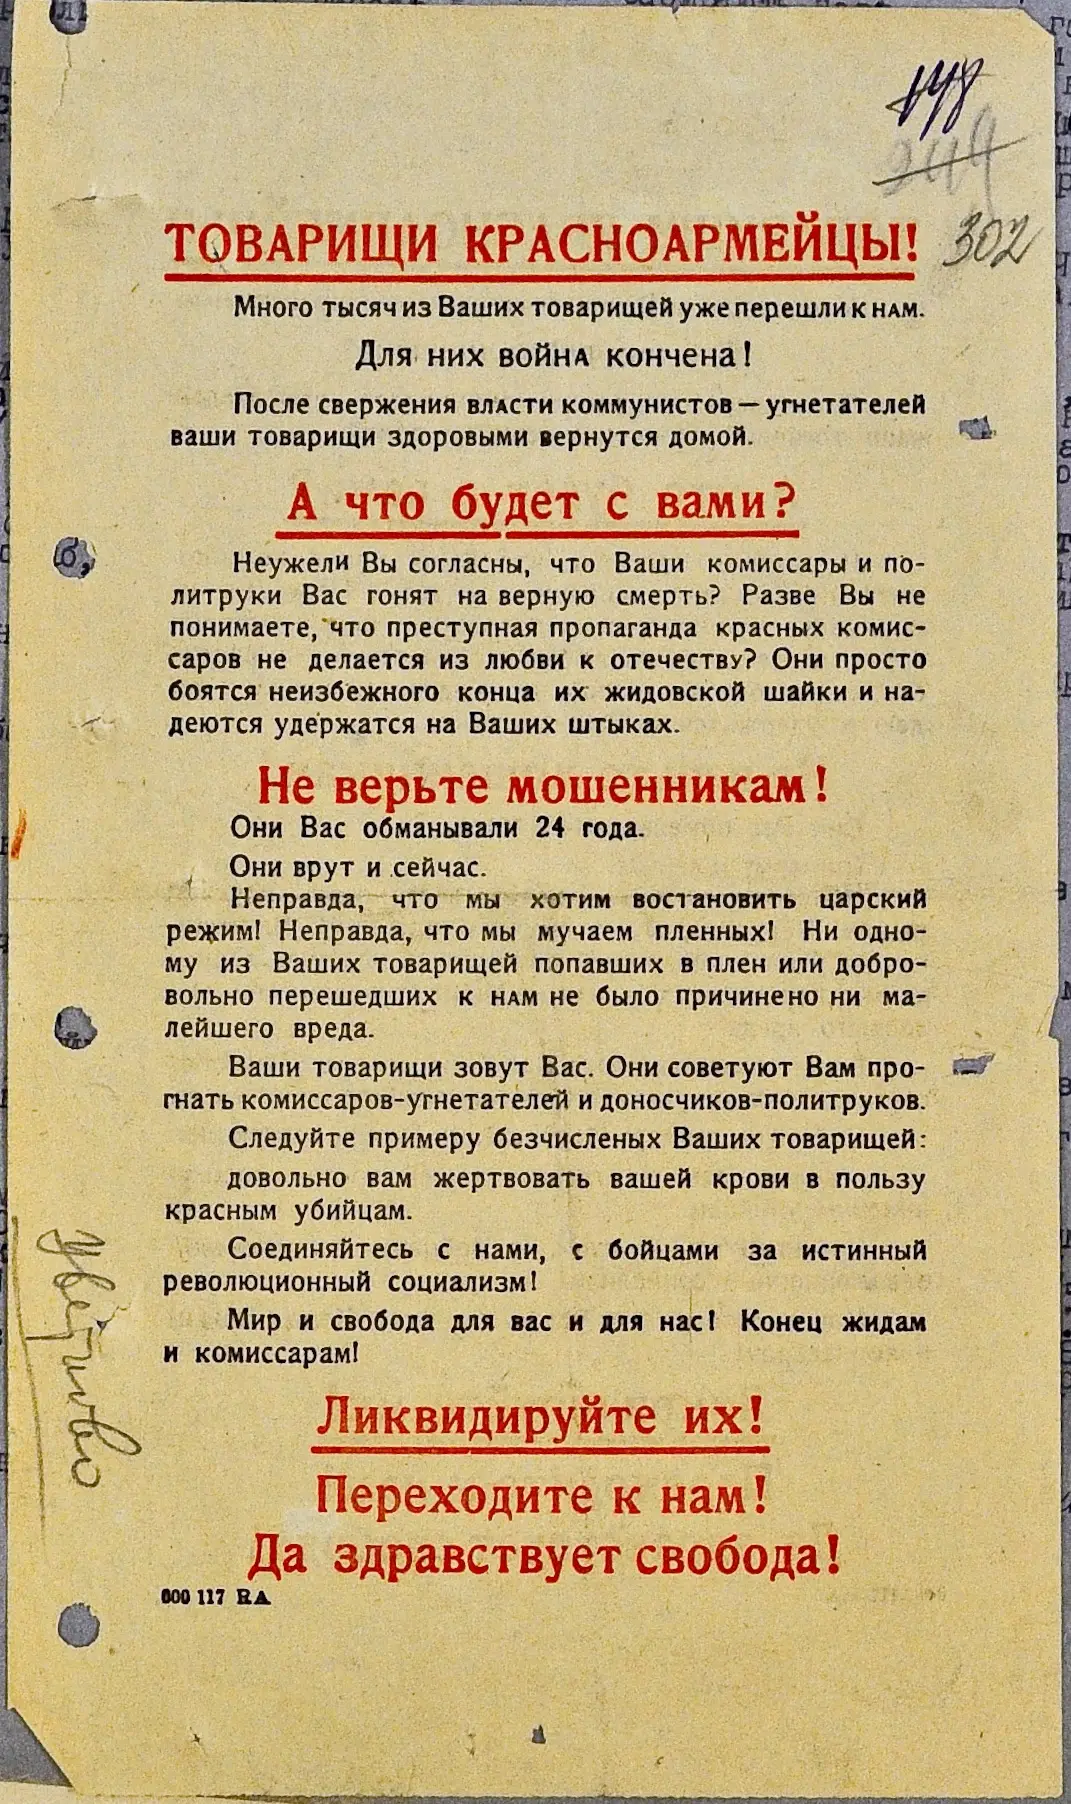 148
244
302
ТОВАРИЩИ КРАСНОАРМЕЙЦЫ!
Много тысяч из Ваших товарищей уже перешли к нам.
Для них война кончена!
После свержения власти коммунистов — угнетателей
ваши товарищи здоровыми вернутся домой.
А что будет с вами?
Неужели Вы согласны, что Ваши комиссары и по-
литруки Вас гонят на верную смерть? Разве Вы не
понимаете, что преступная пропаганда красных комис-
саров не делается из любви к отечеству? Они просто
боятся неизбежного конца их жидовской шайки и на-
деются удержатся на Ваших штыках.
Не верьте мошенникам!
Они Вас обманывали 24 года.
Они врут и сейчас.
Неправда, что мы хотим востановить царский
режим! Неправда, что мы мучаем пленных! Ни одно-
му из Ваших товарищей попавших в плен или добро-
вольно перешедших к нам не было причинено ни ма-
лейшего вреда.
Ваши товарищи зовут Вас. Они советуют Вам про-
гнать комиссаров-угнетателей и доносчиков-политруков.
Следуйте примеру безчисленых Ваших товарищей:
довольно вам жертвовать вашей крови в пользу
красным убийцам.
Соединяйтесь с нами, с бойцами за истинный
революционный социализм!
Мир и свобода для вас и для нас! Конец жидам
и комиссарам!
Ликвидируйте их!
Переходите к нам!
Да здравствует свобода!
000 117 RA